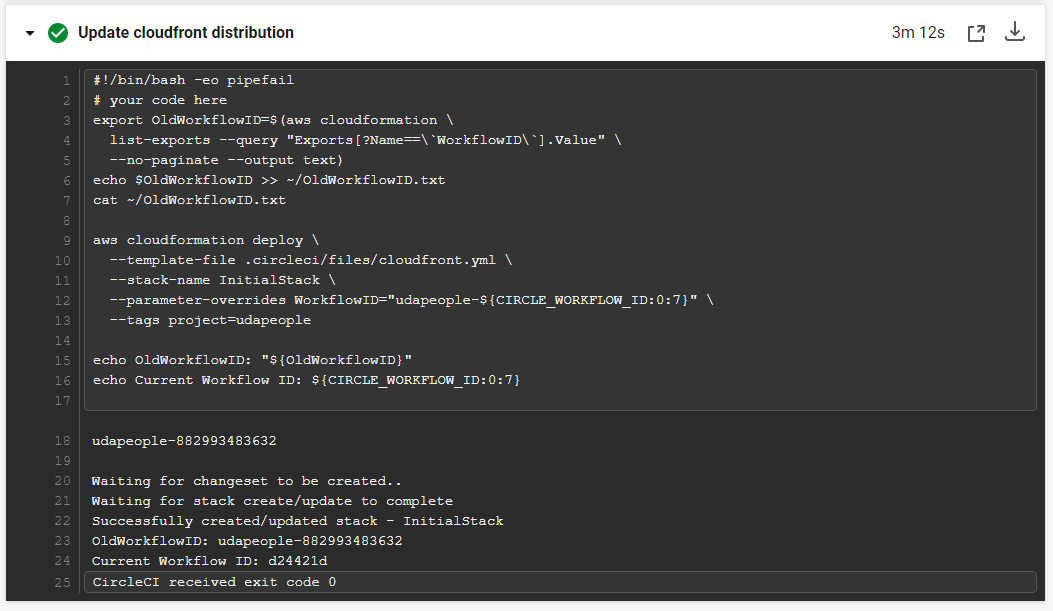 Update cloudfront distribution 3m 12s
1 #!/bin/bash -eo pipefail
2 # your code here
3 export OldWorkflowID=$(aws cloudformation \
4 list-exports --query "Exports[?Name==\`WorkflowID\`].Value" \
5 --no-paginate --output text)
6 echo $OldWorkflowID >> ~/OldWorkflowID.txt
7 cat ~/OldWorkflowID.txt
8
9 aws cloudformation deploy \
10 --template-file .circleci/files/cloudfront.yml \
11 --stack-name InitialStack \
12 --parameter-overrides WorkflowID="udapeople-${CIRCLE_WORKFLOW_ID:0:7}" \
13 --tags project=udapeople
14
15 echo OldWorkflowID: "${OldWorkflowID}"
16 echo Current Workflow ID: ${CIRCLE_WORKFLOW_ID:0:7}
17
18 udapeople-882993483632
19
20 Waiting for changeset to be created..
21 Waiting for stack create/update to complete
22 Successfully created/updated stack - InitialStack
23 OldWorkflowID: udapeople-882993483632
24 Current Workflow ID: d24421d
25 CircleCI received exit code 0